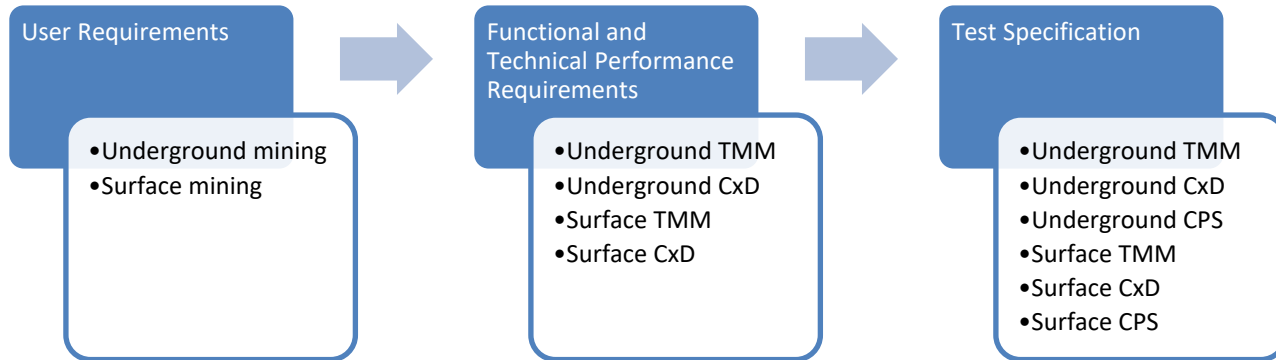 User Requirements
•Underground mining
•Surface mining
Functional and
Technical Performance
Requirements
•Underground TMM
•Underground CxD
•Surface TMM
•Surface CxD
Test Specification
•Underground TMM
•Underground CxD
•Underground CPS
•Surface TMM
•Surface CxD
•Surface CPS